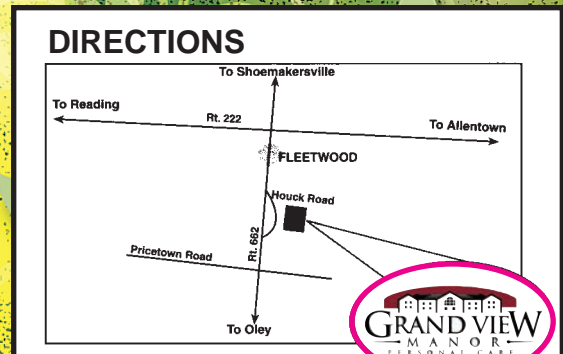 DIRECTIONS
To Shoemakersville
To Reading
Rt. 222
To Allentown
FLEETWOOD
Houck Road
Rt. 662
Pricetown Road
To Oley
GRAND VIEW
MANOR
PERSONAL CARE